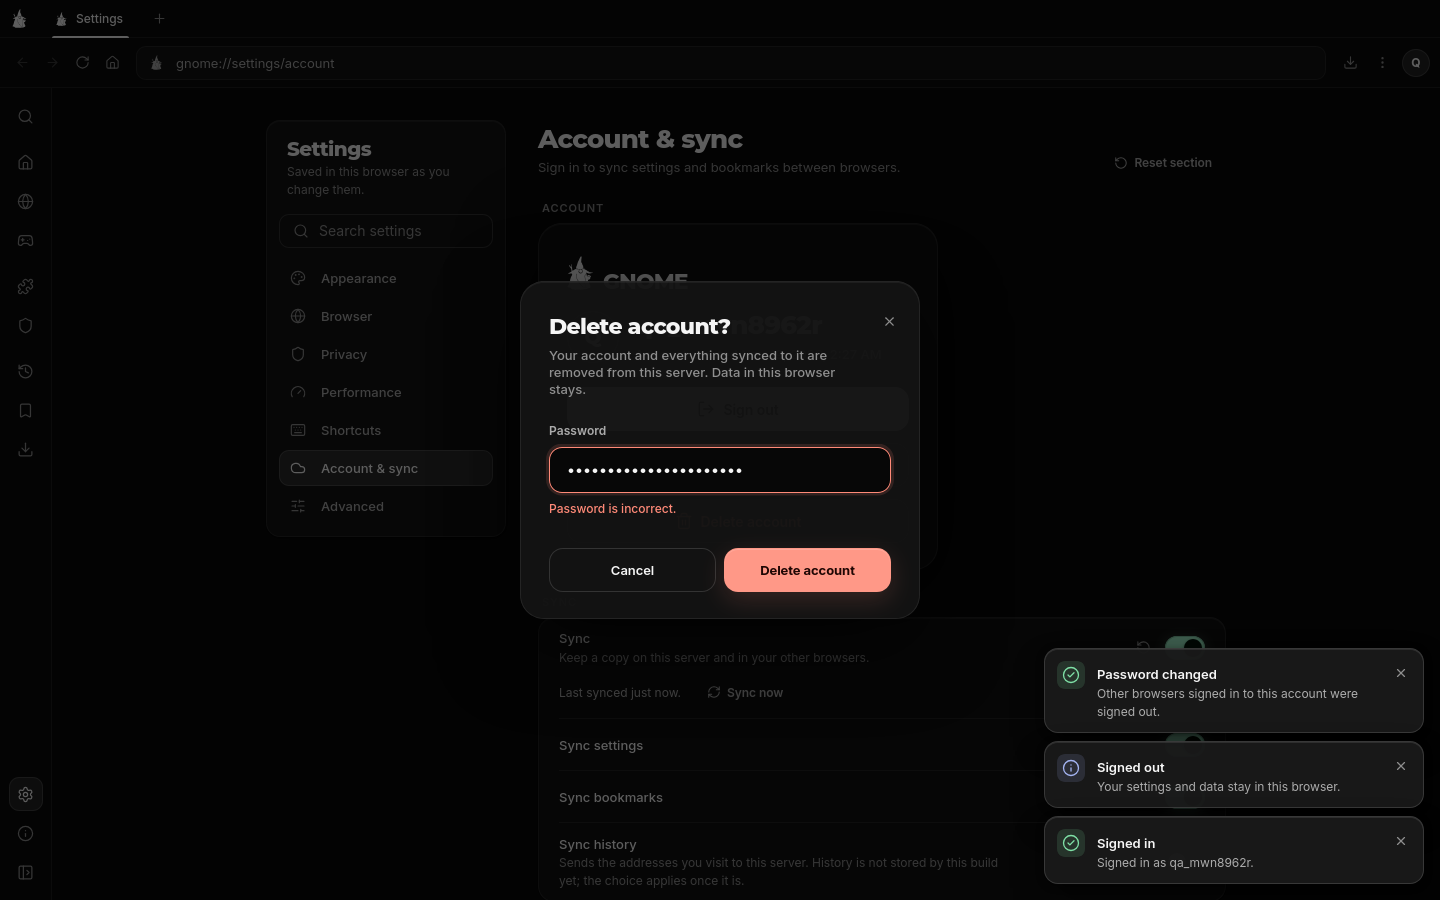 Settings
gnome://settings/account
Q
Settings
Saved in this browser as you
change them.
Search settings
Appearance
Browser
Privacy
Performance
Shortcuts
Account & sync
Advanced
Account & sync
Sign in to sync settings and bookmarks between browsers.
Reset section
ACCOUNT
GNOME
Delete account?
Your account and everything synced to it are
removed from this server. Data in this browser
stays.
Sign out
Password
••••••••••••••••••••••
Password is incorrect.
Delete account
Cancel
Delete account
Sync
Keep a copy on this server and in your other browsers.
Last synced just now.
Sync now
Sync settings
Sync bookmarks
Sync history
Sends the addresses you visit to this server. History is not stored by this build
yet; the choice applies once it is.
Password changed
Other browsers signed in to this account were
signed out.
Signed out
Your settings and data stay in this browser.
Signed in
Signed in as qa_mwn8962r.